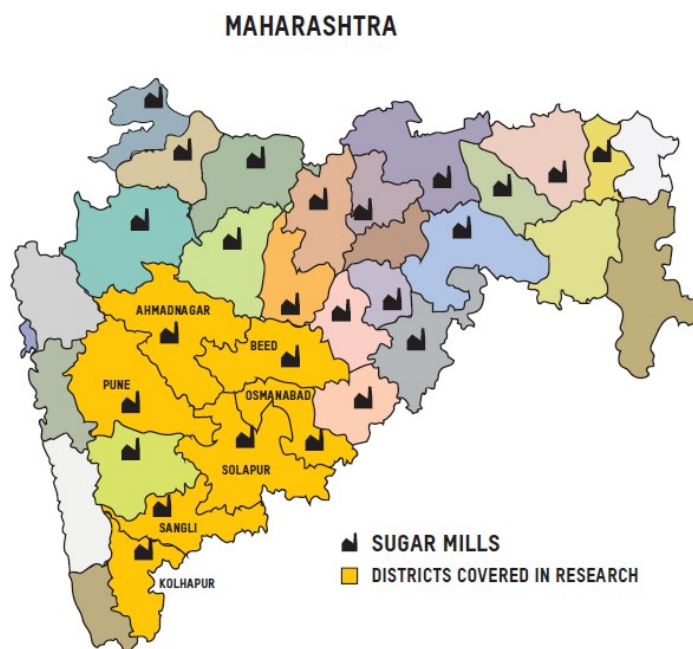 MAHARASHTRA
AHMADNAGAR
BEED
PUNE
OSMANABAD
SOLAPUR
SANGLI
KOLHAPUR
SUGAR MILLS
DISTRICTS COVERED IN RESEARCH